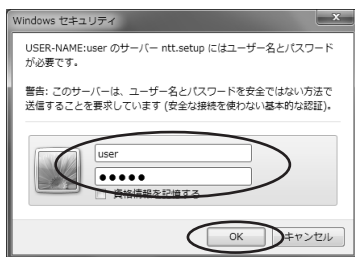 Windows セキュリティ
x
USER-NAME:user のサーバー ntt.setup にはユーザー名とパスワード
が必要です。
警告: このサーバーは、ユーザー名とパスワードを安全ではない方法で
送信することを要求しています (安全な接続を使わない基本的な認証)。
user
●●●●●
資格情報を記憶する
OK キャンセル